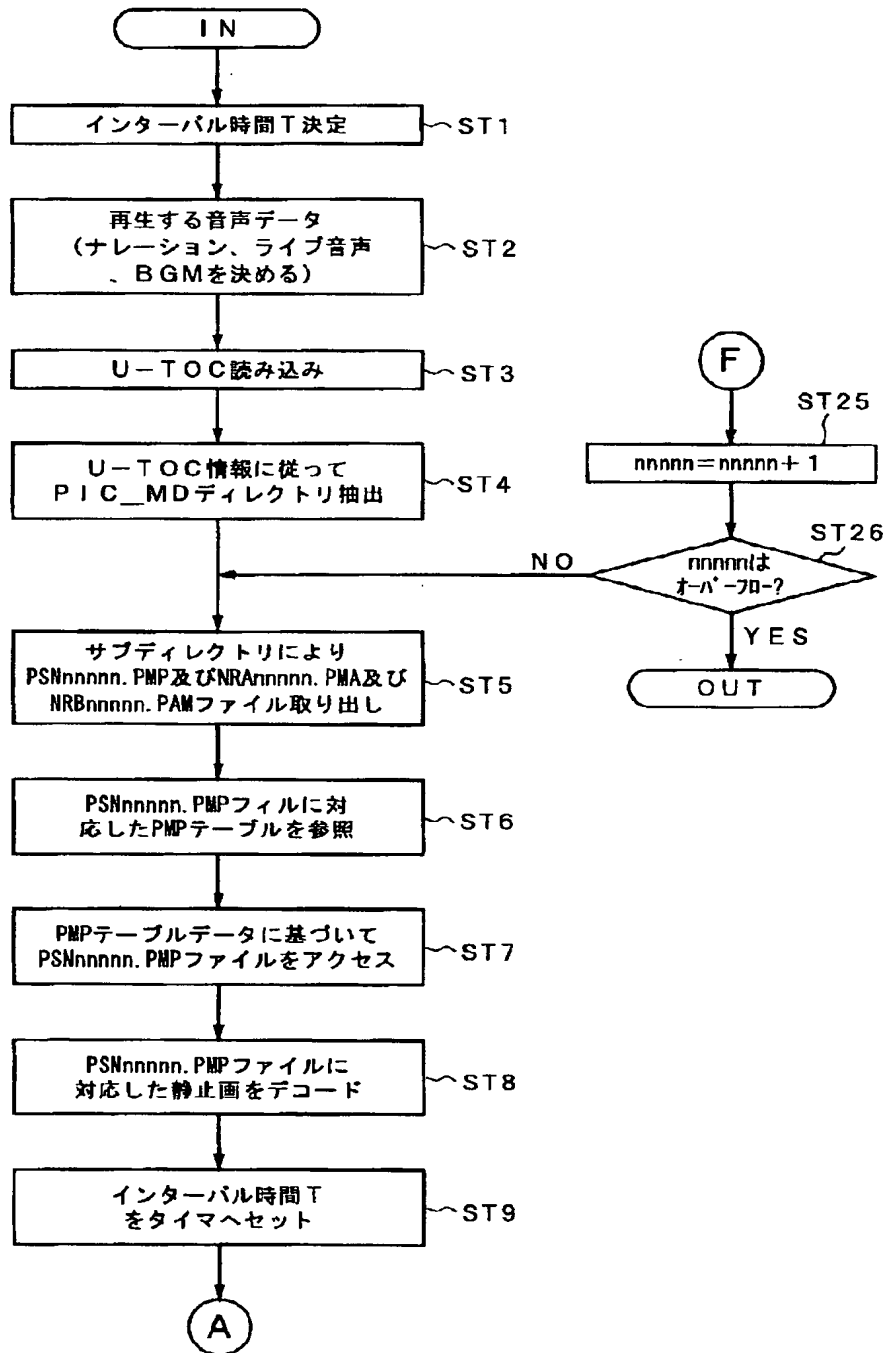 IN
インターバル時間T決定
ST1
再生する音声データ
(ナレーション、ライブ音声
、BGMを決める)
ST2
U-TOC読み込み
ST3
U-TOC情報に従って
PIC__MDディレクトリ抽出
ST4
サブディレクトリにより
PSNnnnnn.PMP及びNRAnnnnn.PMA及び
NRBnnnnn.PAMファイル取り出し
ST5
PSNnnnnn.PMPフィルに対
応したPMPテーブルを参照
ST6
PMPテーブルデータに基づいて
PSNnnnnn.PMPファイルをアクセス
ST7
PSNnnnnn.PMPファイルに
対応した静止画をデコード
ST8
インターバル時間T
をタイマへセット
ST9
A
F
ST25
nnnnn=nnnnn+1
ST26
nnnnnは
オーバーフロー?
NO
YES
OUT